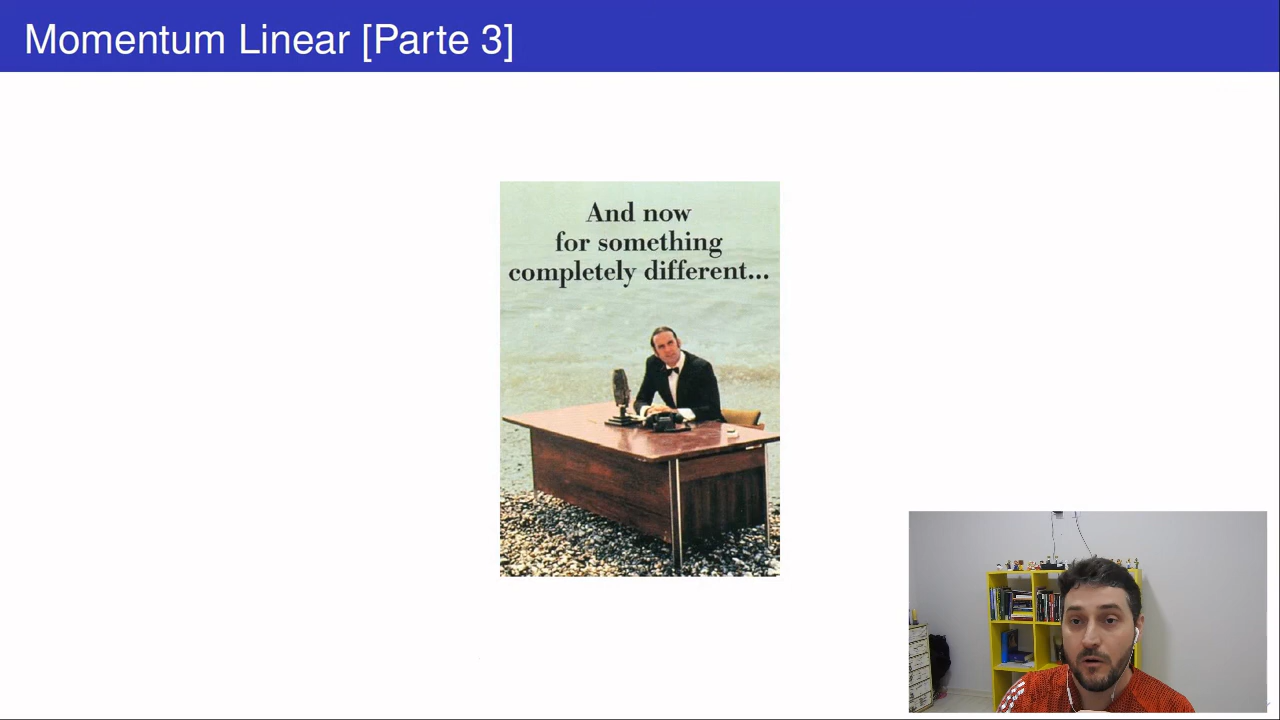 Momentum Linear [Parte 3]
And now
for something
completely different...